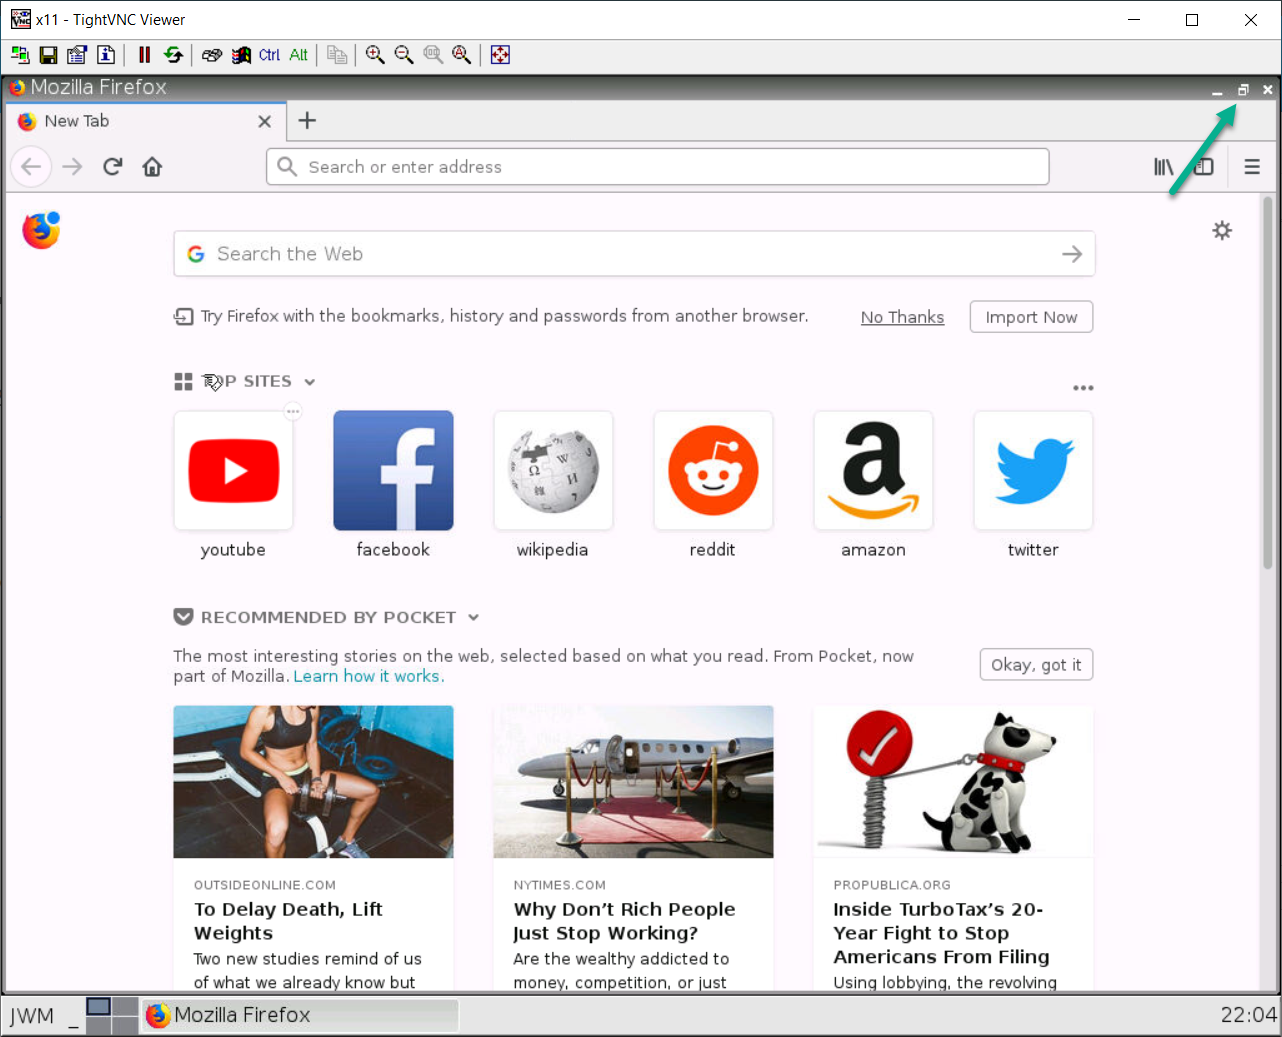 x11 - TightVNC Viewer
Ctrl Alt
Mozilla Firefox
New Tab
Search or enter address
Search the Web
Try Firefox with the bookmarks, history and passwords from another browser.
No Thanks
Import Now
TOP SITES
youtube
facebook
wikipedia
reddit
amazon
twitter
RECOMMENDED BY POCKET
The most interesting stories on the web, selected based on what you read. From Pocket, now
part of Mozilla. Learn how it works.
Okay, got it
OUTSIDEONLINE.COM
To Delay Death, Lift
Weights
Two new studies remind of us
of what we already know but
NYTIMES.COM
Why Don’t Rich People
Just Stop Working?
Are the wealthy addicted to
money, competition, or just
PROPUBLICA.ORG
Inside TurboTax’s 20-
Year Fight to Stop
Americans From Filing
Using lobbying, the revolving
JWM _
Mozilla Firefox
22:04